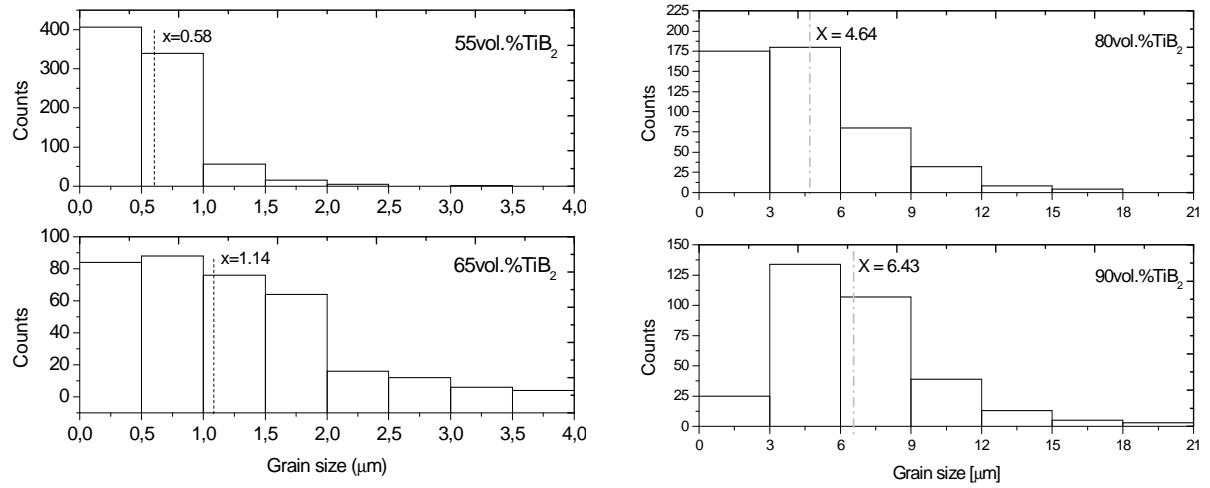 400
300
200
100
0
Counts
x=0.58
55vol.%TiB₂
0,0 0,5 1,0 1,5 2,0 2,5 3,0 3,5 4,0
100
80
60
40
20
0
Counts
x=1.14
65vol.%TiB₂
0,0 0,5 1,0 1,5 2,0 2,5 3,0 3,5 4,0
Grain size (μm)
225
200
175
150
125
100
75
50
25
0
Counts
X = 4.64
80vol.%TiB₂
0 3 6 9 12 15 18 21
150
125
100
75
50
25
0
Counts
X = 6.43
90vol.%TiB₂
0 3 6 9 12 15 18 21
Grain size [μm]